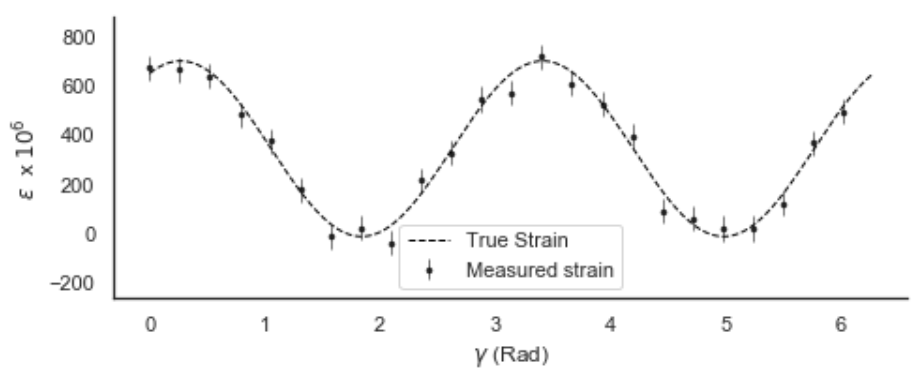 800
600
400
200
0
−200
ε x 10⁶
True Strain
Measured strain
0 1 2 3 4 5 6
γ (Rad)